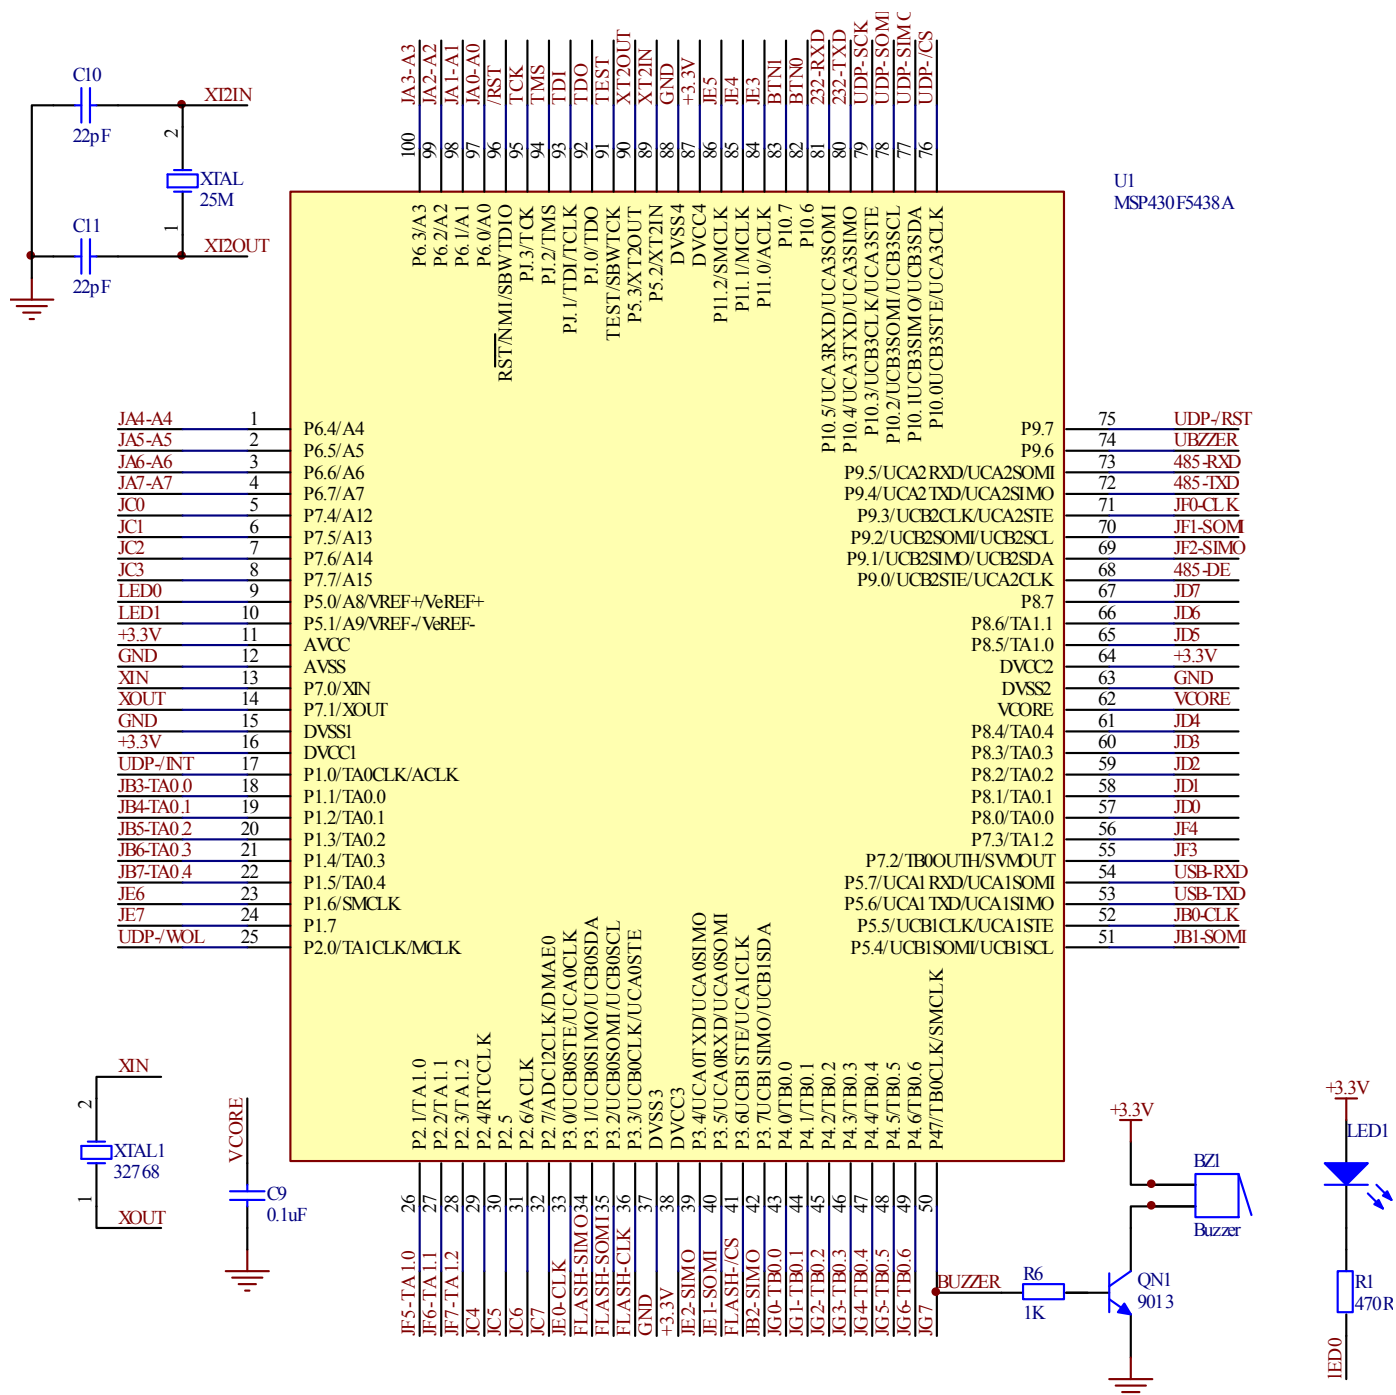 C10
22pF
XT2IN
2
XTAL
25M
1
C11
22pF
XT2OUT
JA3-A3
JA2-A2
JA1-A1
JA0-A0
/RST
TCK
TMS
TDI
TDO
TEST
XT2OUT
XT2IN
GND
+3.3V
JE5
JE4
JE3
BTN1
BTN0
232-RXD
232-TXD
UDP-SCK
UDP-SOMI
UDP-SIMO
UDP-/CS
100
99
98
97
96
95
94
93
92
91
90
89
88
87
86
85
84
83
82
81
80
79
78
77
76
P6.3/A3
P6.2/A2
P6.1/A1
P6.0/A0
RST/NMI/SBWTDIO
PJ.3/TCK
PJ.2/TMS
PJ.1/TDI/TCLK
PJ.0/TDO
TEST/SBWTCK
P5.3/XT2OUT
P5.2/XT2IN
DVSS4
DVCC4
P11.2/SMCLK
P11.1/MCLK
P11.0/ACLK
P10.7
P10.6
P10.5/UCA3RXD/UCA3SOMI
P10.4/UCA3TXD/UCA3SIMO
P10.3/UCB3CLK/UCA3STE
P10.2/UCB3SOMI/UCB3SCL
P10.1UCB3SIMO/UCB3SDA
P10.0UCB3STE/UCA3CLK
U1
MSP430F5438A
JA4-A4 1 P6.4/A4
JA5-A5 2 P6.5/A5
JA6-A6 3 P6.6/A6
JA7-A7 4 P6.7/A7
JC0 5 P7.4/A12
JC1 6 P7.5/A13
JC2 7 P7.6/A14
JC3 8 P7.7/A15
LED0 9 P5.0/A8/VREF+/VeREF+
LED1 10 P5.1/A9/VREF-/VeREF-
+3.3V 11 AVCC
GND 12 AVSS
XIN 13 P7.0/XIN
XOUT 14 P7.1/XOUT
GND 15 DVSS1
+3.3V 16 DVCC1
UDP-/INT 17 P1.0/TA0CLK/ACLK
JB3-TA0.0 18 P1.1/TA0.0
JB4-TA0.1 19 P1.2/TA0.1
JB5-TA0.2 20 P1.3/TA0.2
JB6-TA0.3 21 P1.4/TA0.3
JB7-TA0.4 22 P1.5/TA0.4
JE6 23 P1.6/SMCLK
JE7 24 P1.7
UDP-/WOL 25 P2.0/TA1CLK/MCLK
P9.7 75 UDP-/RST
P9.6 74 UBZZER
P9.5/UCA2RXD/UCA2SOMI 73 485-RXD
P9.4/UCA2TXD/UCA2SIMO 72 485-TXD
P9.3/UCB2CLK/UCA2STE 71 JF0-CLK
P9.2/UCB2SOMI/UCB2SCL 70 JF1-SOMI
P9.1/UCB2SIMO/UCB2SDA 69 JF2-SIMO
P9.0/UCB2STE/UCA2CLK 68 485-DE
P8.7 67 JD7
P8.6/TA1.1 66 JD6
P8.5/TA1.0 65 JD5
DVCC2 64 +3.3V
DVSS2 63 GND
VCORE 62 VCORE
P8.4/TA0.4 61 JD4
P8.3/TA0.3 60 JD3
P8.2/TA0.2 59 JD2
P8.1/TA0.1 58 JD1
P8.0/TA0.0 57 JD0
P7.3/TA1.2 56 JF4
P7.2/TB0OUTH/SVMOUT 55 JF3
P5.7/UCA1RXD/UCA1SOMI 54 USB-RXD
P5.6/UCA1TXD/UCA1SIMO 53 USB-TXD
P5.5/UCB1CLK/UCA1STE 52 JB0-CLK
P5.4/UCB1SOMI/UCB1SCL 51 JB1-SOMI
P2.1/TA1.0
P2.2/TA1.1
P2.3/TA1.2
P2.4/RTCCLK
P2.5
P2.6/ACLK
P2.7/ADC12CLK/DMAE0
P3.0/UCB0STE/UCA0CLK
P3.1/UCB0SIMO/UCB0SDA
P3.2/UCB0SOMI/UCB0SCL
P3.3/UCB0CLK/UCA0STE
DVSS3
DVCC3
P3.4/UCA0TXD/UCA0SIMO
P3.5/UCA0RXD/UCA0SOMI
P3.6UCB1STE/UCA1CLK
P3.7UCB1SIMO/UCB1SDA
P4.0/TB0.0
P4.1/TB0.1
P4.2/TB0.2
P4.3/TB0.3
P4.4/TB0.4
P4.5/TB0.5
P4.6/TB0.6
P47/TB0CLK/SMCLK
26
27
28
29
30
31
32
33
34
35
36
37
38
39
40
41
42
43
44
45
46
47
48
49
50
JF5-TA1.0
JF6-TA1.1
JF7-TA1.2
JC4
JC5
JC6
JC7
JE0-CLK
FLASH-SIMO
FLASH-SOMI
FLASH-CLK
GND
+3.3V
JE2-SIMO
JE1-SOMI
FLASH-/CS
JB2-SIMO
JG0-TB0.0
JG1-TB0.1
JG2-TB0.2
JG3-TB0.3
JG4-TB0.4
JG5-TB0.5
JG6-TB0.6
JG7
XIN
2
XTAL1
32768
1
XOUT
VCORE
C9
0.1uF
+3.3V
BZ1
Buzzer
BUZZER
R6
1K
QN1
9013
+3.3V
LED1
R1
470R
LED0